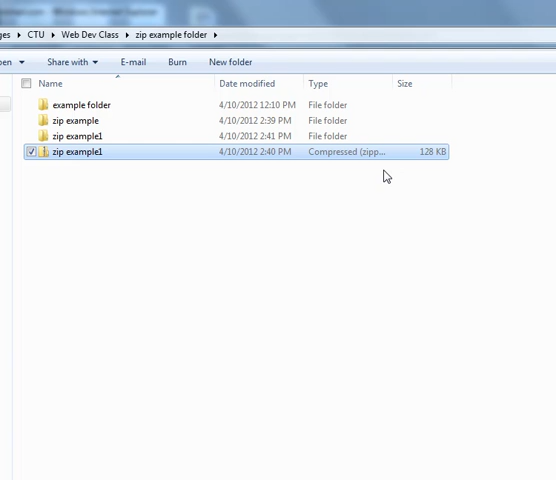 ges ▸ CTU ▸ Web Dev Class ▸ zip example folder ▸
pen Share with E-mail Burn New folder
Name Date modified Type Size
example folder 4/10/2012 12:10 PM File folder
zip example 4/10/2012 2:39 PM File folder
zip example1 4/10/2012 2:41 PM File folder
zip example1 4/10/2012 2:40 PM Compressed (zipp... 128 KB